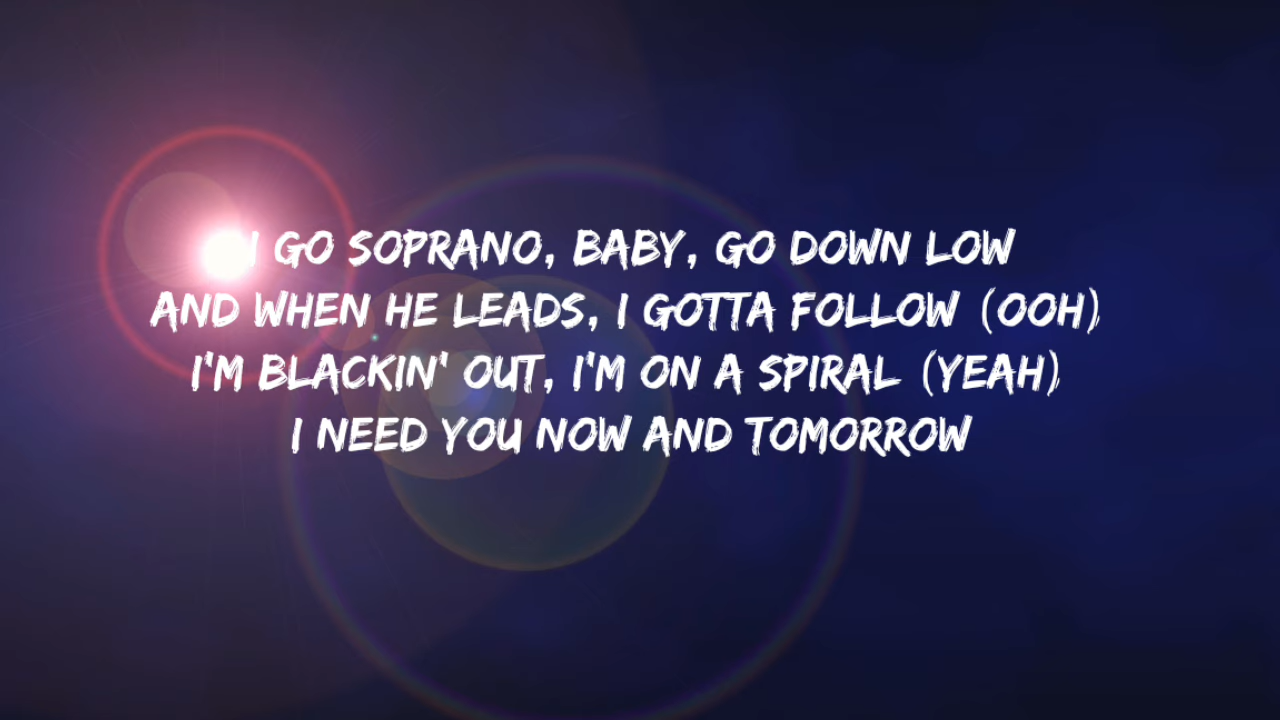 I GO SOPRANO, BABY, GO DOWN LOW
AND WHEN HE LEADS, I GOTTA FOLLOW (OOH)
I'M BLACKIN' OUT, I'M ON A SPIRAL (YEAH)
I NEED YOU NOW AND TOMORROW